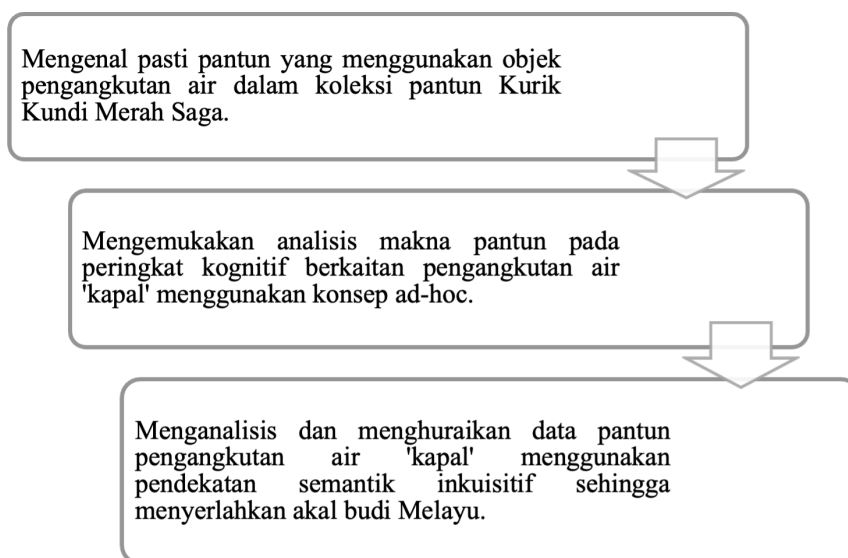 Mengenal pasti pantun yang menggunakan objek
pengangkutan air dalam koleksi pantun Kurik
Kundi Merah Saga.
Mengemukakan analisis makna pantun pada
peringkat kognitif berkaitan pengangkutan air
'kapal' menggunakan konsep ad-hoc.
Menganalisis dan menghuraikan data pantun
pengangkutan air 'kapal' menggunakan
pendekatan semantik inkuisitif sehingga
menyerlahkan akal budi Melayu.